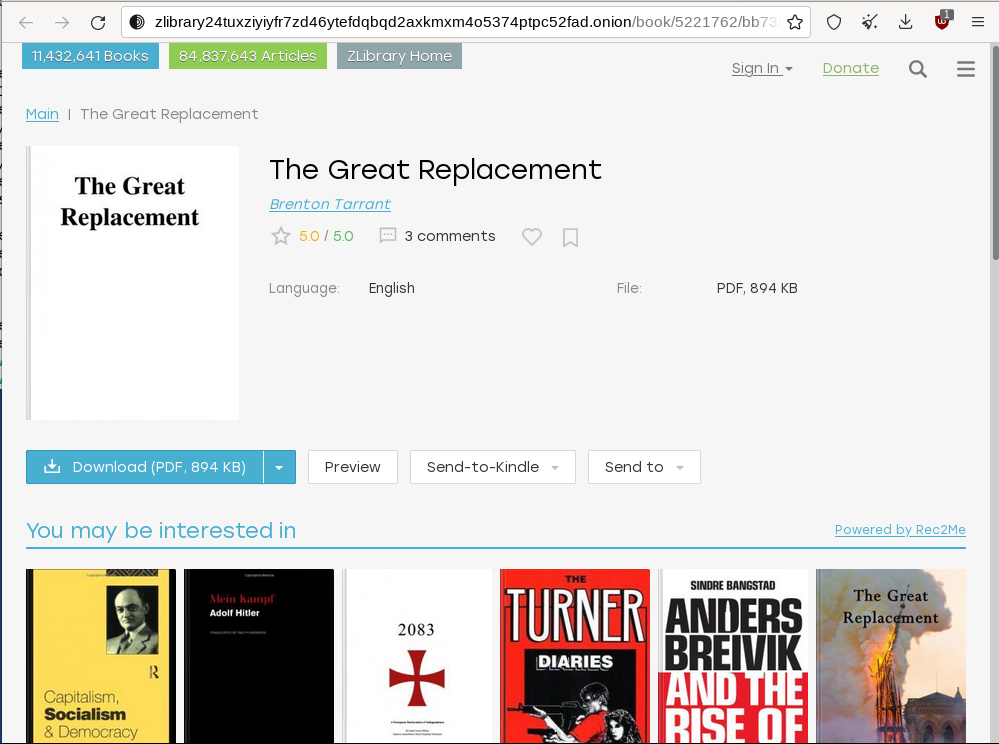 zlibrary24tuxziyiyfr7zd46ytefdqbqd2axkmxm4o5374ptpc52fad.onion/book/5221762/bb73
1
11,432,641 Books
84,837,643 Articles
ZLibrary Home
Sign In
Donate
Main | The Great Replacement
The Great
Replacement
The Great Replacement
Brenton Tarrant
5.0 / 5.0
3 comments
Language:
English
File:
PDF, 894 KB
Download (PDF, 894 KB)
Preview
Send-to-Kindle
Send to
You may be interested in
Powered by Rec2Me
Capitalism,
Socialism
& Democracy
Mein Kampf
Adolf Hitler
2083
THE
TURNER
DIARIES
SINDRE BANGSTAD
ANDERS
BREIVIK
AND THE
RISE OF
The Great
Replacement